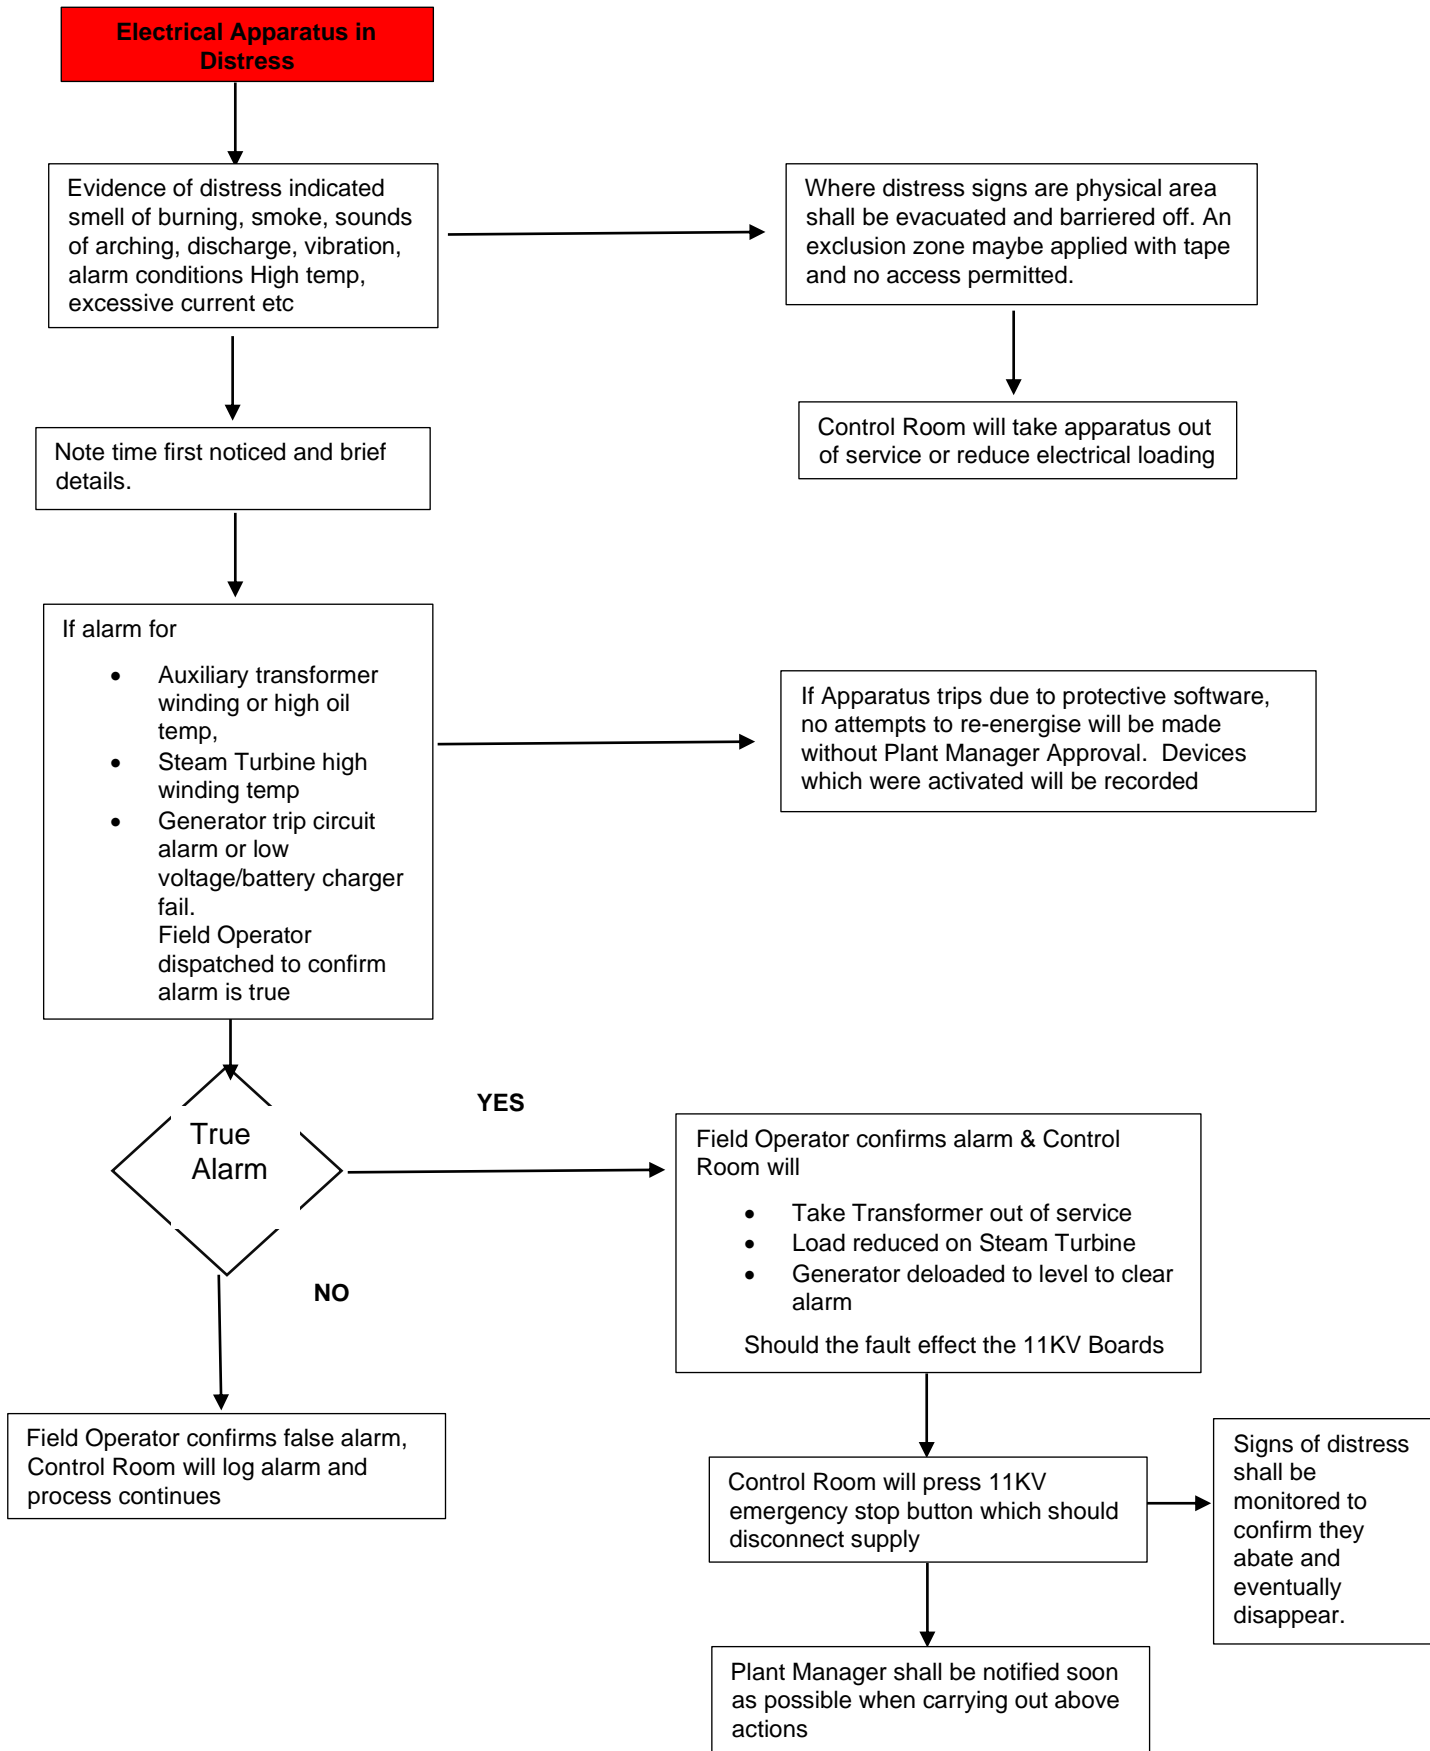 Electrical Apparatus in
Distress
Evidence of distress indicated
smell of burning, smoke, sounds
of arching, discharge, vibration,
alarm conditions High temp,
excessive current etc
Where distress signs are physical area
shall be evacuated and barriered off. An
exclusion zone maybe applied with tape
and no access permitted.
Control Room will take apparatus out
of service or reduce electrical loading
Note time first noticed and brief
details.
If alarm for
• Auxiliary transformer
winding or high oil
temp,
• Steam Turbine high
winding temp
• Generator trip circuit
alarm or low
voltage/battery charger
fail.
Field Operator
dispatched to confirm
alarm is true
If Apparatus trips due to protective software,
no attempts to re-energise will be made
without Plant Manager Approval.  Devices
which were activated will be recorded
True
Alarm
YES
NO
Field Operator confirms alarm & Control
Room will
• Take Transformer out of service
• Load reduced on Steam Turbine
• Generator deloaded to level to clear
alarm
Should the fault effect the 11KV Boards
Field Operator confirms false alarm,
Control Room will log alarm and
process continues
Control Room will press 11KV
emergency stop button which should
disconnect supply
Signs of distress
shall be
monitored to
confirm they
abate and
eventually
disappear.
Plant Manager shall be notified soon
as possible when carrying out above
actions